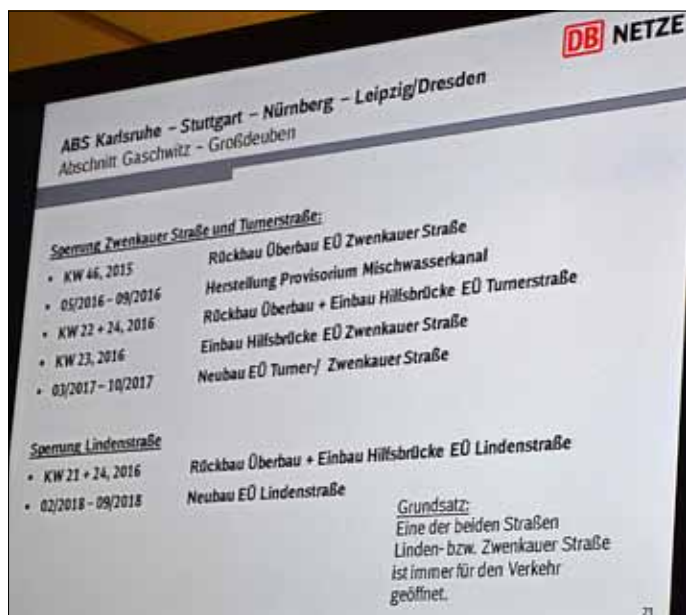 DB NETZE
ABS Karlsruhe – Stuttgart – Nürnberg – Leipzig/Dresden
Abschnitt Gaschwitz – Großdeuben
Sperrung Zwenkauer Straße und Turnerstraße:
• KW 46, 2015 Rückbau Überbau EÜ Zwenkauer Straße
• 05/2016 – 09/2016 Herstellung Provisorium Mischwasserkanal
• KW 22 + 24, 2016 Rückbau Überbau + Einbau Hilfsbrücke EÜ Turnerstraße
• KW 23, 2016 Einbau Hilfsbrücke EÜ Zwenkauer Straße
• 03/2017 – 10/2017 Neubau EÜ Turner-/ Zwenkauer Straße
Sperrung Lindenstraße
• KW 21 + 24, 2016 Rückbau Überbau + Einbau Hilfsbrücke EÜ Lindenstraße
• 02/2018 – 09/2018 Neubau EÜ Lindenstraße
Grundsatz:
Eine der beiden Straßen
Linden- bzw. Zwenkauer Straße
ist immer für den Verkehr
geöffnet.